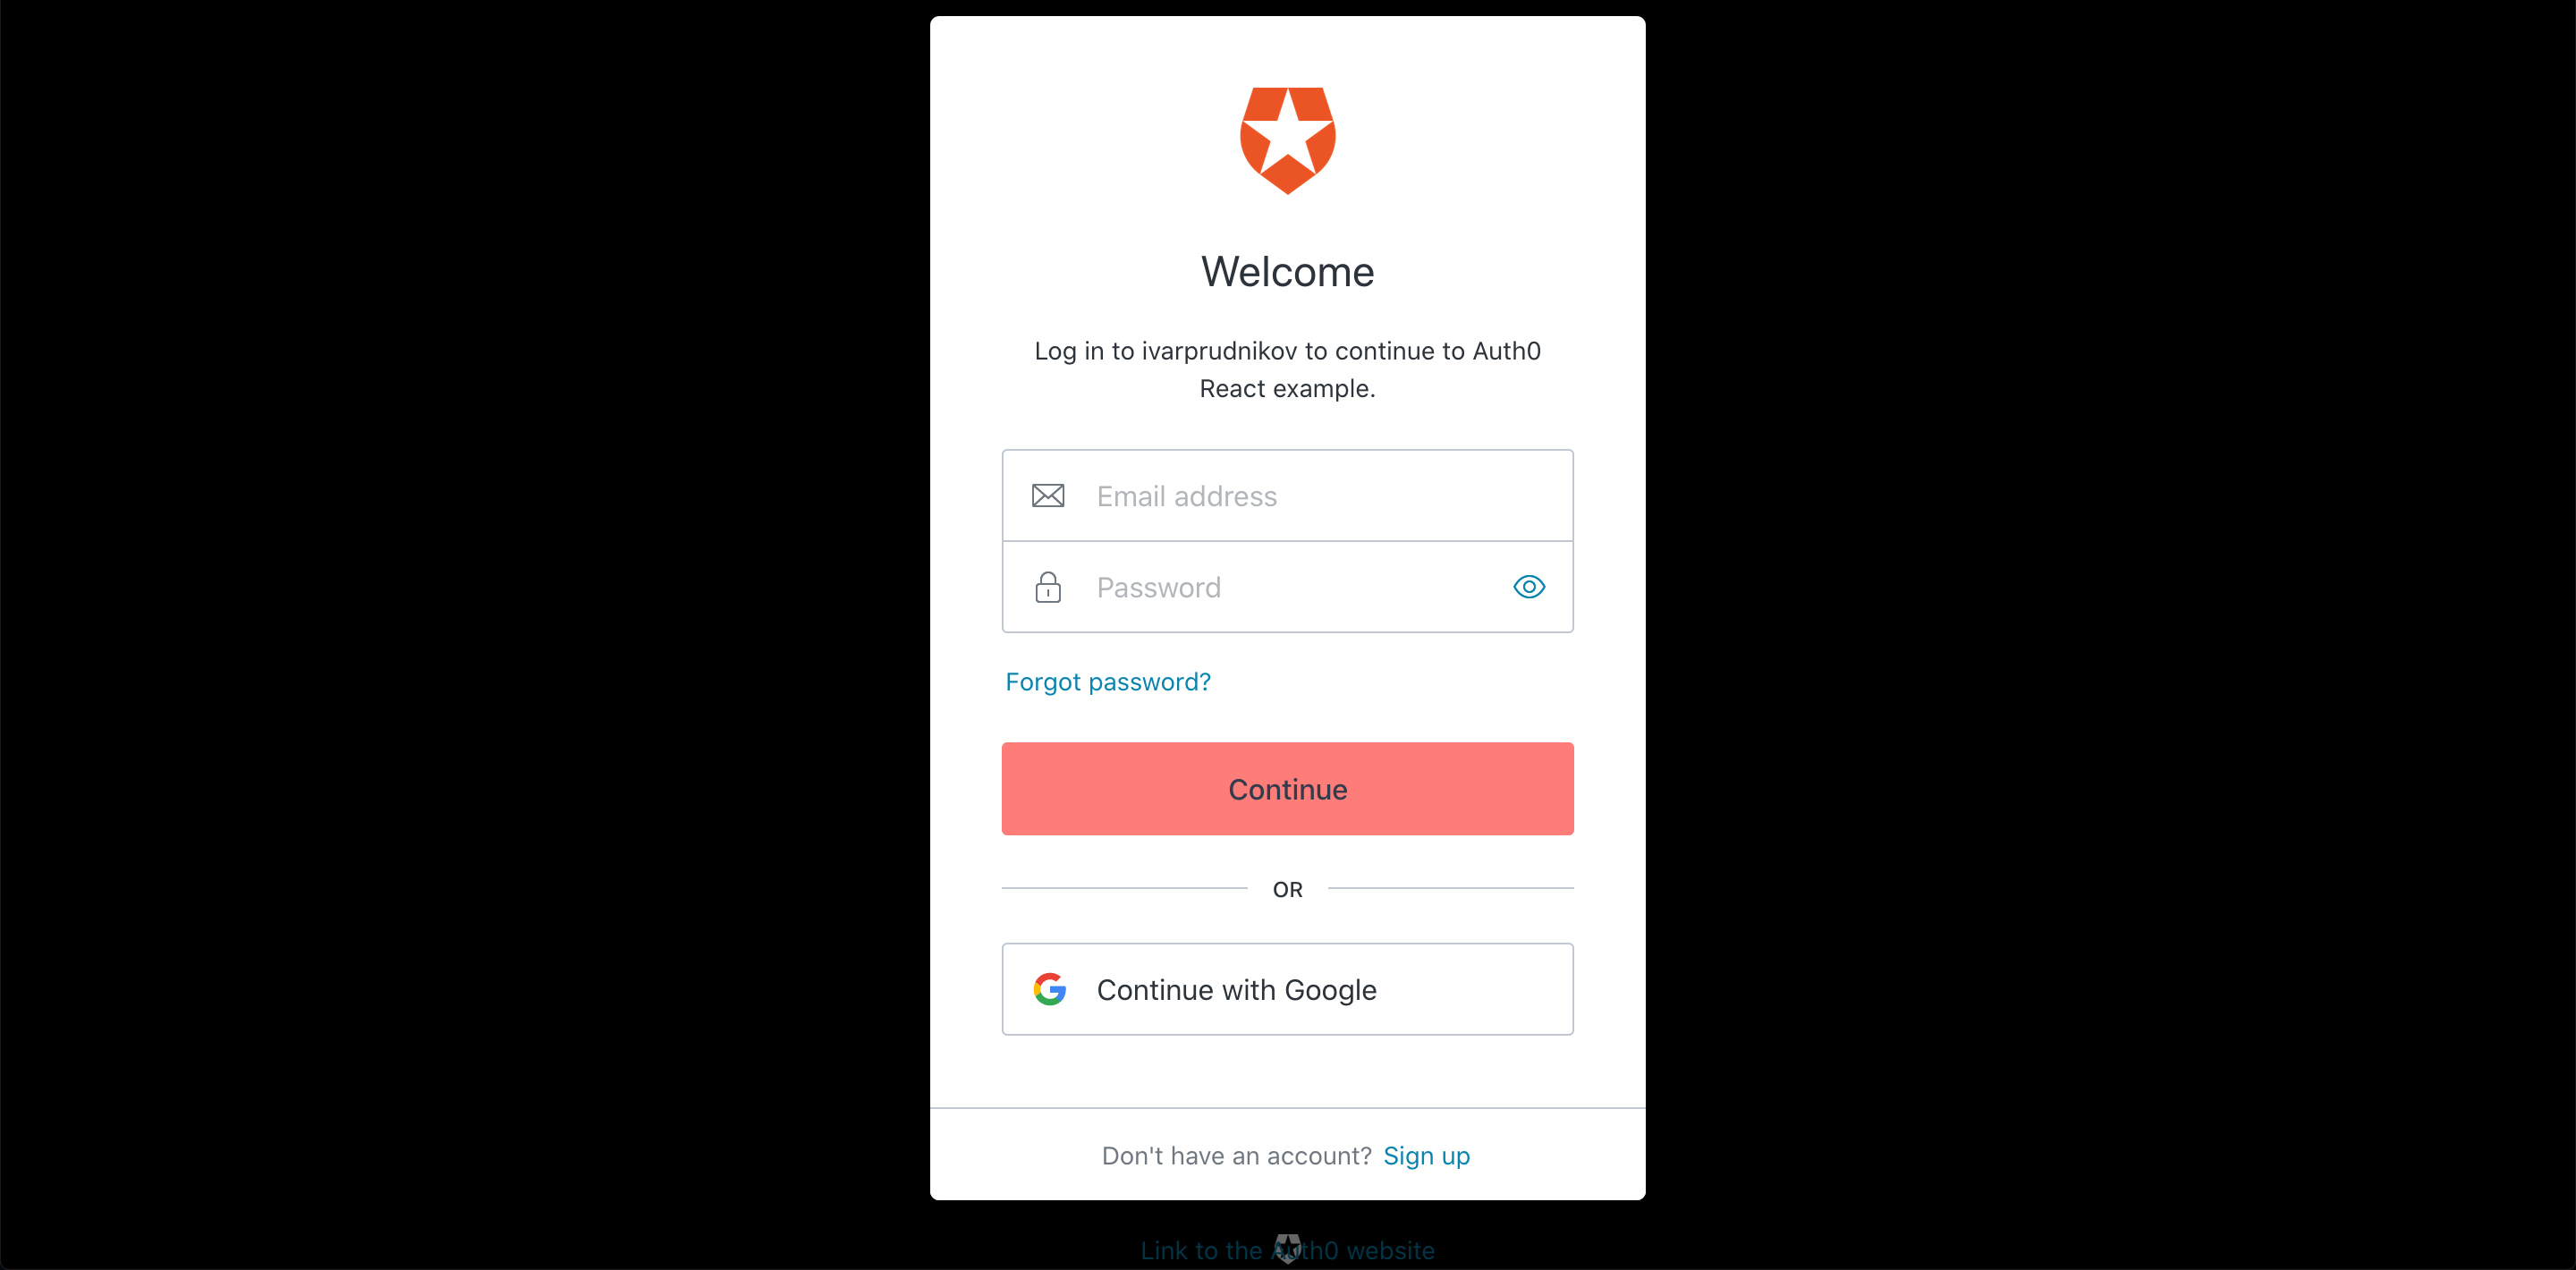 Welcome
Log in to ivarprudnikov to continue to Auth0
React example.
Email address
Password
Forgot password?
Continue
OR
Continue with Google
Don't have an account? Sign up
Link to the Auth0 website